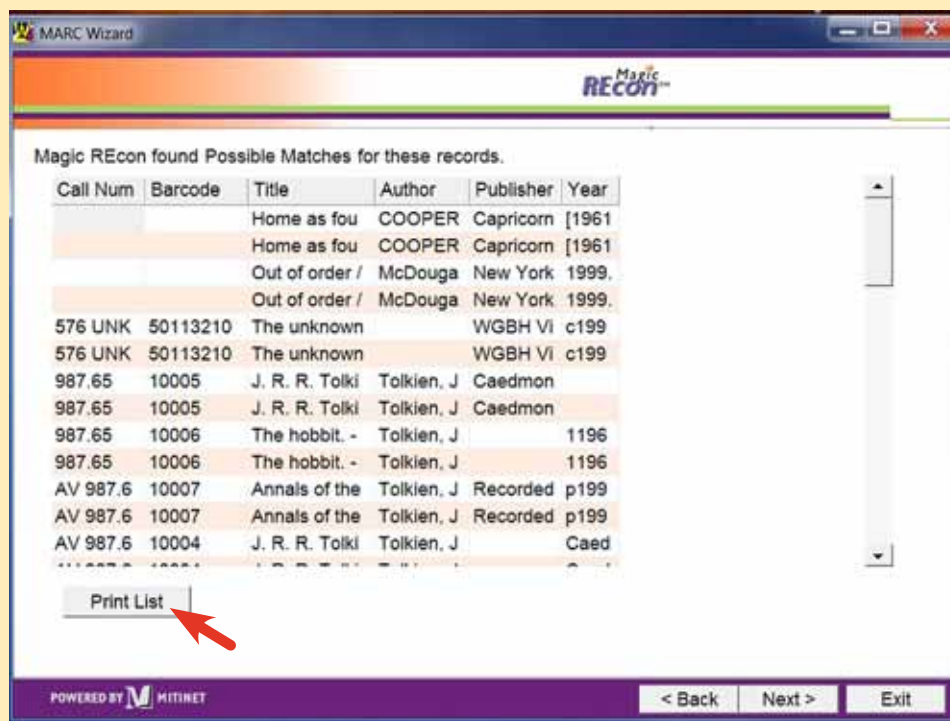 MARC Wizard
Magic
REcon
Magic REcon found Possible Matches for these records.
Call Num Barcode Title Author Publisher Year
Home as fou COOPER Capricorn [1961
Home as fou COOPER Capricorn [1961
Out of order / McDouga New York 1999.
Out of order / McDouga New York 1999.
576 UNK 50113210 The unknown WGBH Vi c199
576 UNK 50113210 The unknown WGBH Vi c199
987.65 10005 J. R. R. Tolki Tolkien, J Caedmon
987.65 10005 J. R. R. Tolki Tolkien, J Caedmon
987.65 10006 The hobbit. - Tolkien, J 1196
987.65 10006 The hobbit. - Tolkien, J 1196
AV 987.6 10007 Annals of the Tolkien, J Recorded p199
AV 987.6 10007 Annals of the Tolkien, J Recorded p199
AV 987.6 10004 J. R. R. Tolki Tolkien, J Caed
Print List
POWERED BY MITINET
< Back Next > Exit